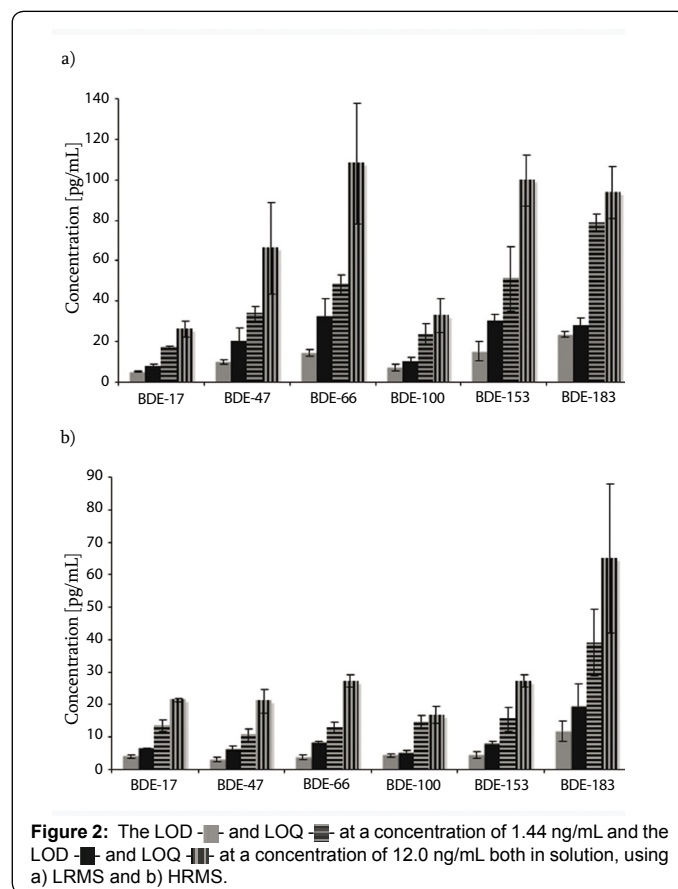 a)
Concentration [pg/mL]
140
120
100
80
60
40
20
0
BDE-17 BDE-47 BDE-66 BDE-100 BDE-153 BDE-183
b)
Concentration [pg/mL]
90
80
70
60
50
40
30
20
10
0
BDE-17 BDE-47 BDE-66 BDE-100 BDE-153 BDE-183
Figure 2: The LOD -■- and LOQ -■- at a concentration of 1.44 ng/mL and the
LOD -■- and LOQ -■- at a concentration of 12.0 ng/mL both in solution, using
a) LRMS and b) HRMS.